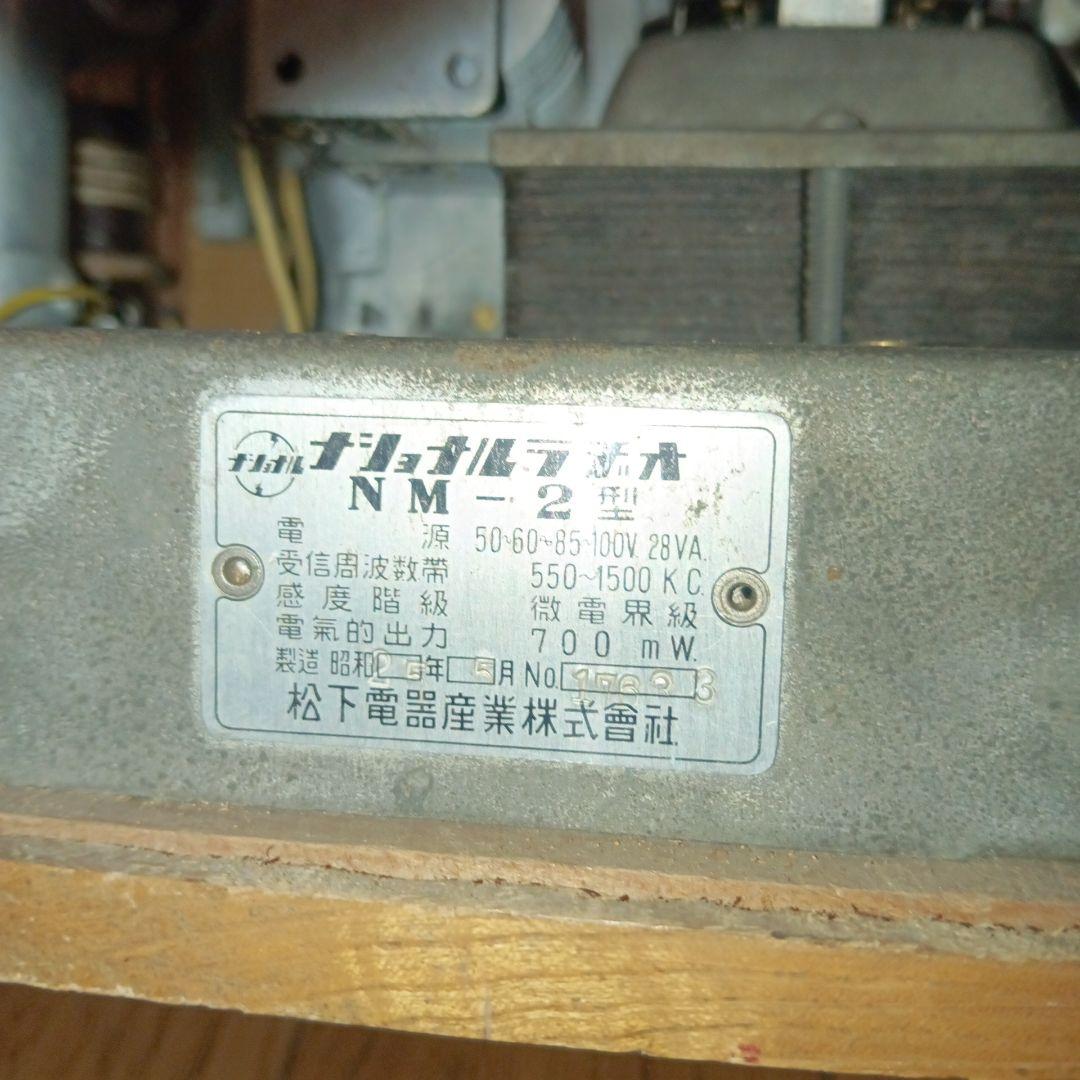 ナショナル ナショナルラヂオ
NM-2型
電源 50~60~85~100V. 28VA.
受信周波数帯 550~1500 K C.
感度階級 微電界級
電氣的出力 700 mW.
製造 昭和 年 5月 No. 17633
松下電器産業株式會社